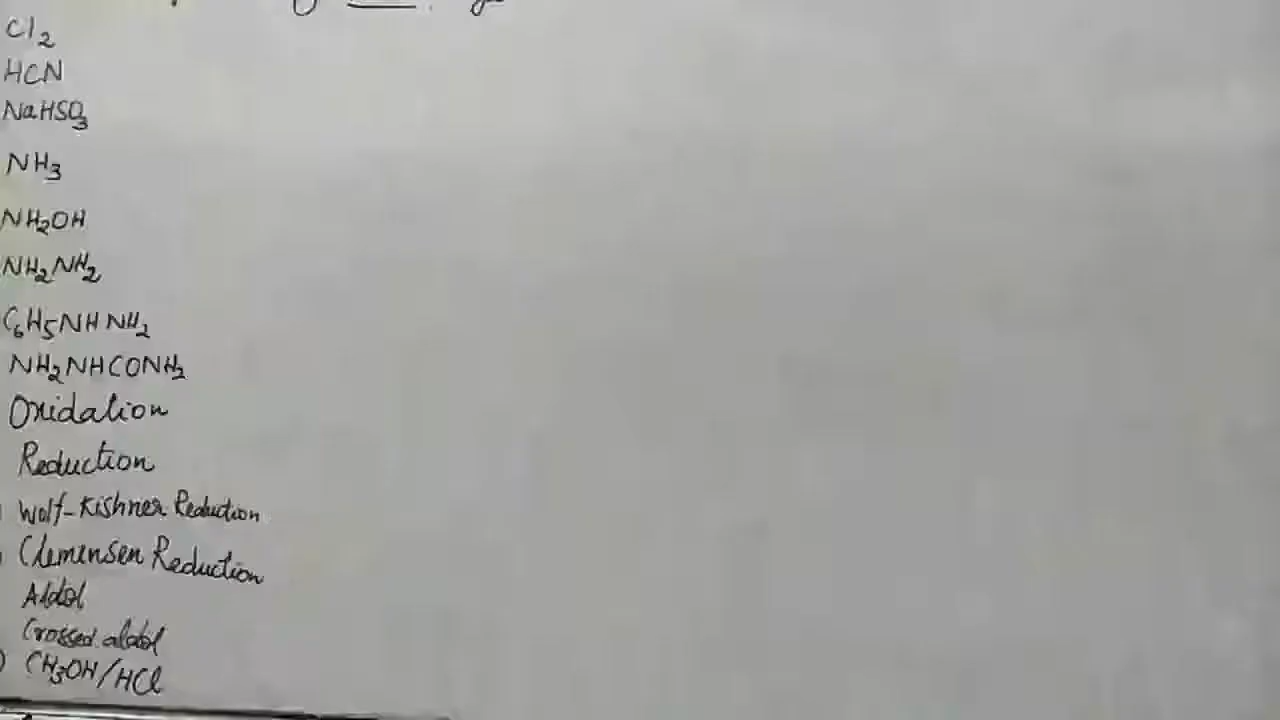 Cl2
HCN
NaHSO3
NH3
NH2OH
NH2NH2
C6H5NHNH2
NH2NHCONH2
Oxidation
Reduction
Wolf-Kishner Reduction
Clemensen Reduction
Aldol
Crossed aldol
) CH3OH/HCl